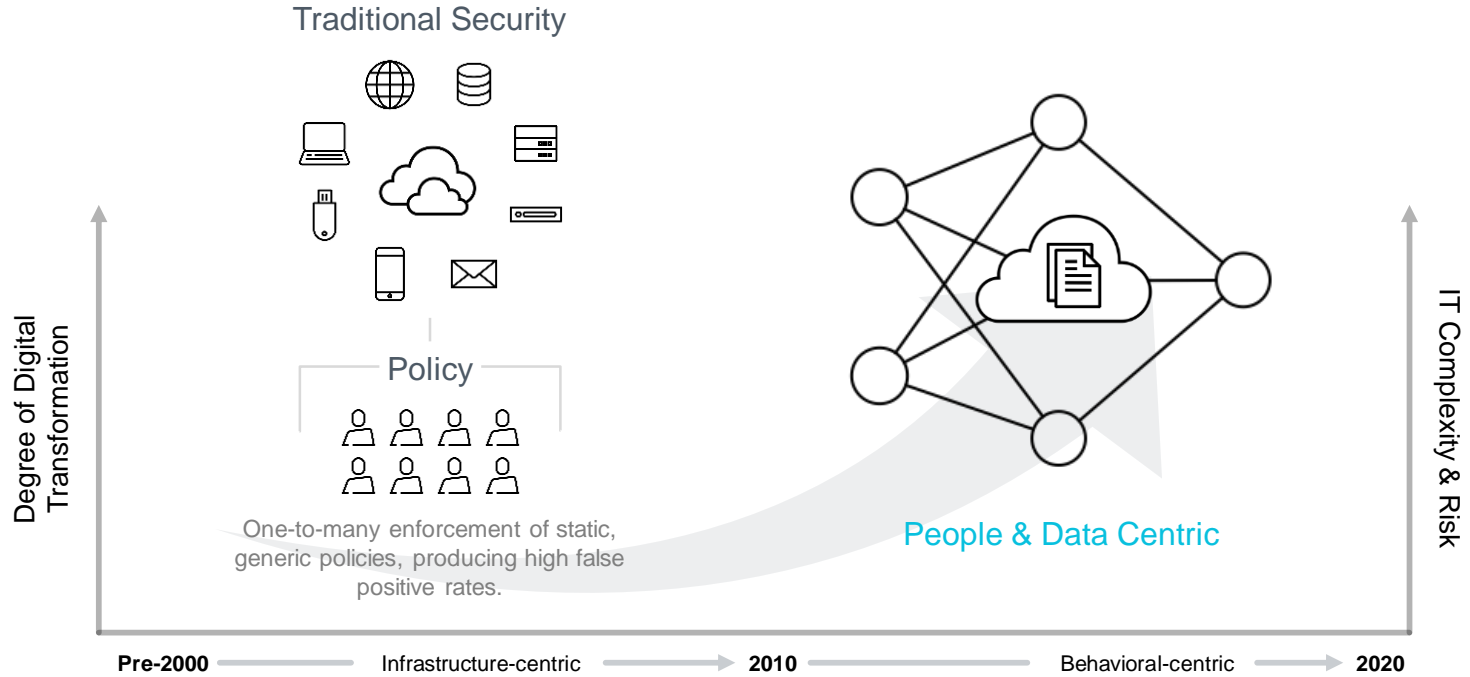 Traditional Security
Policy
One-to-many enforcement of static,
generic policies, producing high false
positive rates.
People & Data Centric
Degree of Digital
Transformation
IT Complexity & Risk
Pre-2000
Infrastructure-centric
2010
Behavioral-centric
2020